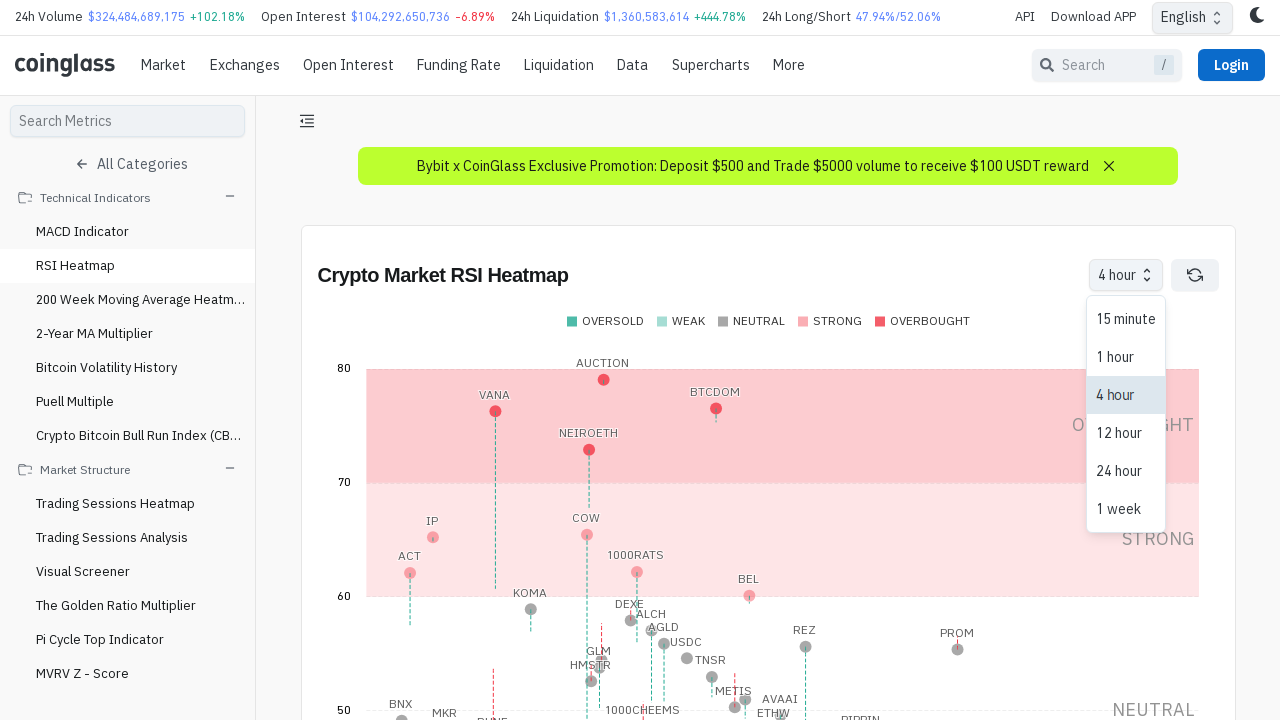 24h Volume $324,484,689,175 +102.18% Open Interest $104,292,650,736 -6.89% 24h Liquidation $1,360,583,614 +444.78% 24h Long/Short 47.94%/52.06% API Download APP English
coinglass Market Exchanges Open Interest Funding Rate Liquidation Data Supercharts More Search / Login
Search Metrics
All Categories
Technical Indicators
MACD Indicator
RSI Heatmap
200 Week Moving Average Heatm...
2-Year MA Multiplier
Bitcoin Volatility History
Puell Multiple
Crypto Bitcoin Bull Run Index (CB...
Market Structure
Trading Sessions Heatmap
Trading Sessions Analysis
Visual Screener
The Golden Ratio Multiplier
Pi Cycle Top Indicator
MVRV Z - Score
Bybit x CoinGlass Exclusive Promotion: Deposit $500 and Trade $5000 volume to receive $100 USDT reward
Crypto Market RSI Heatmap
4 hour
15 minute
1 hour
4 hour
12 hour
24 hour
1 week
OVERSOLD WEAK NEUTRAL STRONG OVERBOUGHT
80
AUCTION
VANA
BTCDOM
NEIROETH
70
IP
COW
STRONG
ACT
1000RATS
60
KOMA
BEL
DEXE
ALCH
AGLD
REZ
PROM
USDC
GLM
TNSR
HMSTR
METIS
AVAAI
50
BNX
MKR
1000CHEEMS
ETHW
NEUTRAL